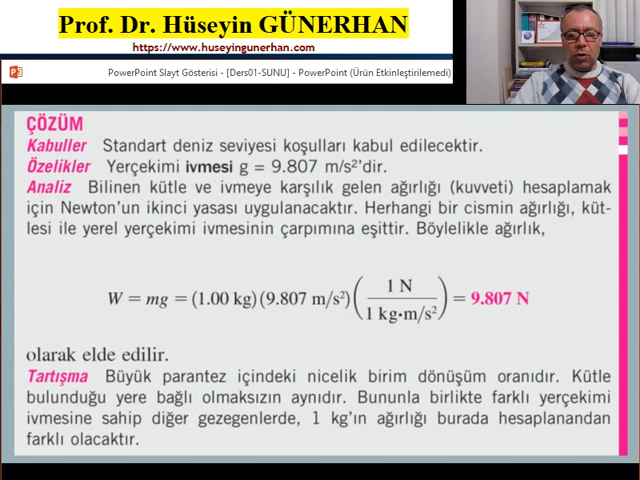 Prof. Dr. Hüseyin GÜNERHAN
https://www.huseyingunerhan.com
PowerPoint Slayt Gösterisi - [Ders01-SUNU] - PowerPoint (Ürün Etkinleştirilemedi)
ÇÖZÜM
Kabuller Standart deniz seviyesi koşulları kabul edilecektir.
Özelikler Yerçekimi ivmesi g = 9.807 m/s²'dir.
Analiz Bilinen kütle ve ivmeye karşılık gelen ağırlığı (kuvveti) hesaplamak
için Newton'un ikinci yasası uygulanacaktır. Herhangi bir cismin ağırlığı, küt-
lesi ile yerel yerçekimi ivmesinin çarpımına eşittir. Böylelikle ağırlık,
W = mg = (1.00 kg)(9.807 m/s²)(1 N / 1 kg·m/s²) = 9.807 N
olarak elde edilir.
Tartışma Büyük parantez içindeki nicelik birim dönüşüm oranıdır. Kütle
bulunduğu yere bağlı olmaksızın aynıdır. Bununla birlikte farklı yerçekimi
ivmesine sahip diğer gezegenlerde, 1 kg'ın ağırlığı burada hesaplanandan
farklı olacaktır.